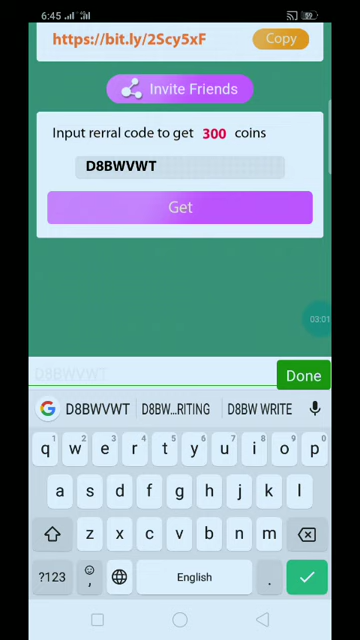 6:45
https://bit.ly/2Scy5xF Copy
Invite Friends
Input rerral code to get 300 coins
D8BWVWT
Get
03:01
D8BWVWT Done
D8BWVWT D8BW...RITING D8BW WRITE
1 2 3 4 5 6 7 8 9 0
q w e r t y u i o p
a s d f g h j k l
z x c v b n m
?123 , English .